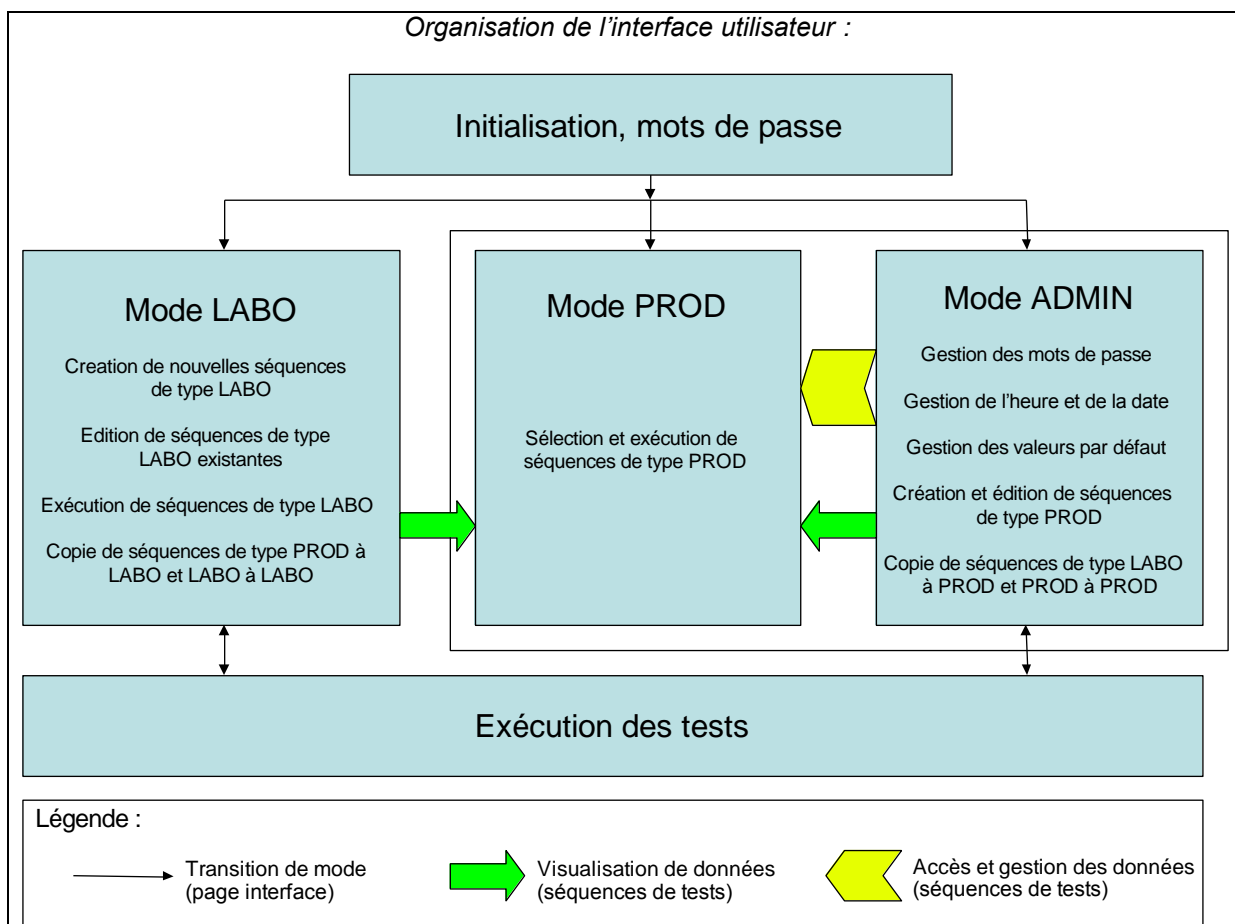 Organisation de l'interface utilisateur :
Initialisation, mots de passe
Mode LABO
Creation de nouvelles séquences
de type LABO
Edition de séquences de type
LABO existantes
Exécution de séquences de type LABO
Copie de séquences de type PROD à
LABO et LABO à LABO
Mode PROD
Sélection et exécution de
séquences de type PROD
Mode ADMIN
Gestion des mots de passe
Gestion de l'heure et de la date
Gestion des valeurs par défaut
Création et édition de séquences
de type PROD
Copie de séquences de type LABO
à PROD et PROD à PROD
Exécution des tests
Légende :
Transition de mode
(page interface)
Visualisation de données
(séquences de tests)
Accès et gestion des données
(séquences de tests)